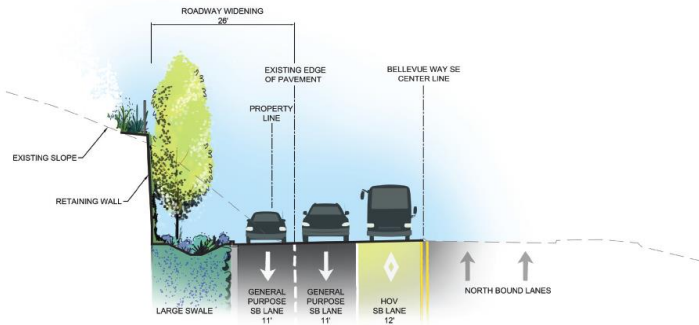 ROADWAY WIDENING
26'
EXISTING EDGE
OF PAVEMENT
BELLEVUE WAY SE
CENTER LINE
PROPERTY
LINE
EXISTING SLOPE
RETAINING WALL
LARGE SWALE
GENERAL
PURPOSE
SB LANE
11'
GENERAL
PURPOSE
SB LANE
11'
HOV
SB LANE
12'
NORTH BOUND LANES